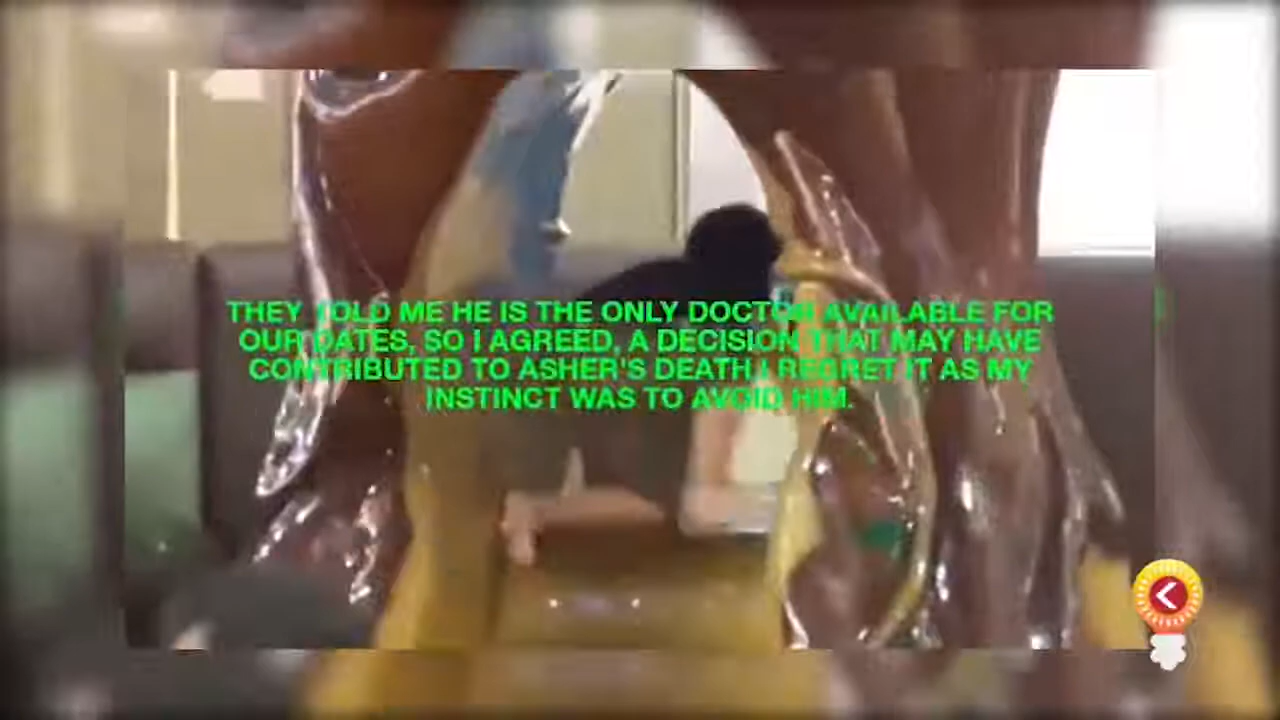 THEY TOLD ME HE IS THE ONLY DOCTOR AVAILABLE FOR
OUR DATES, SO I AGREED, A DECISION THAT MAY HAVE
CONTRIBUTED TO ASHER'S DEATH I REGRET IT AS MY
INSTINCT WAS TO AVOID HIM.